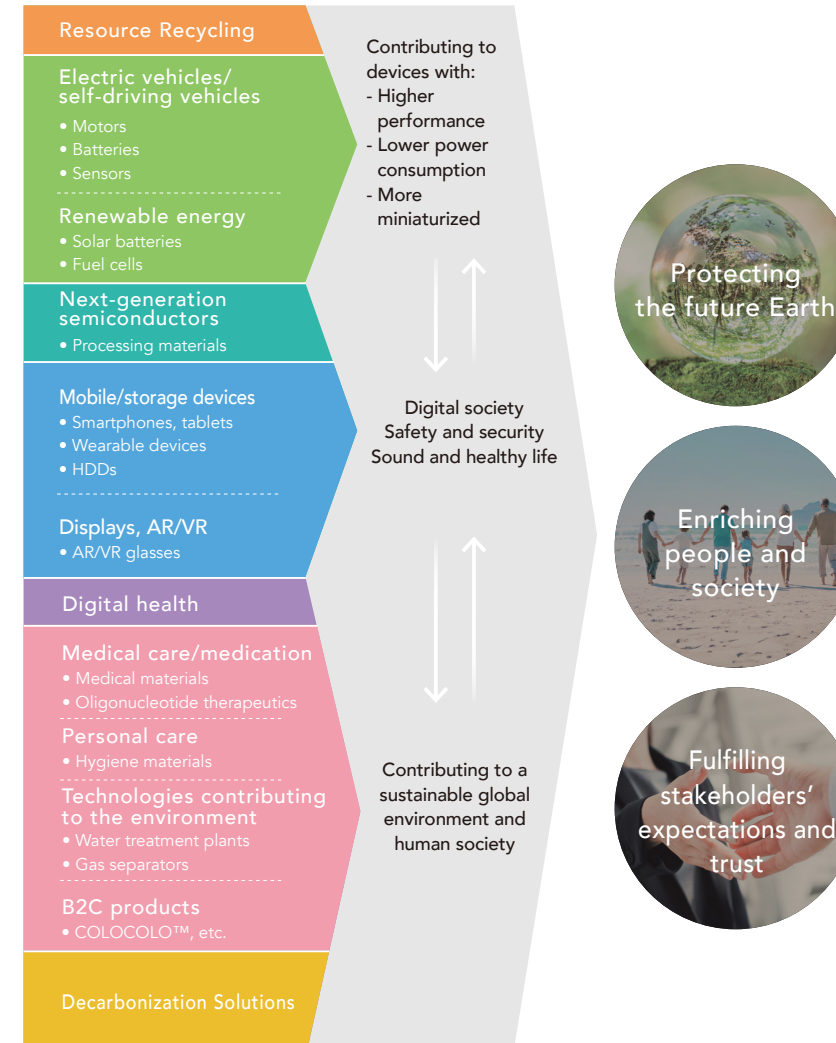 Resource Recycling
Electric vehicles/
self-driving vehicles
• Motors
• Batteries
• Sensors
Renewable energy
• Solar batteries
• Fuel cells
Next-generation
semiconductors
• Processing materials
Mobile/storage devices
• Smartphones, tablets
• Wearable devices
• HDDs
Displays, AR/VR
• AR/VR glasses
Digital health
Medical care/medication
• Medical materials
• Oligonucleotide therapeutics
Personal care
• Hygiene materials
Technologies contributing
to the environment
• Water treatment plants
• Gas separators
B2C products
• COLOCOLO™, etc.
Decarbonization Solutions
Contributing to
devices with:
- Higher
performance
- Lower power
consumption
- More
miniaturized
Digital society
Safety and security
Sound and healthy life
Contributing to a
sustainable global
environment and
human society
Protecting
the future Earth
Enriching
people and
society
Fulfilling
stakeholders’
expectations and
trust